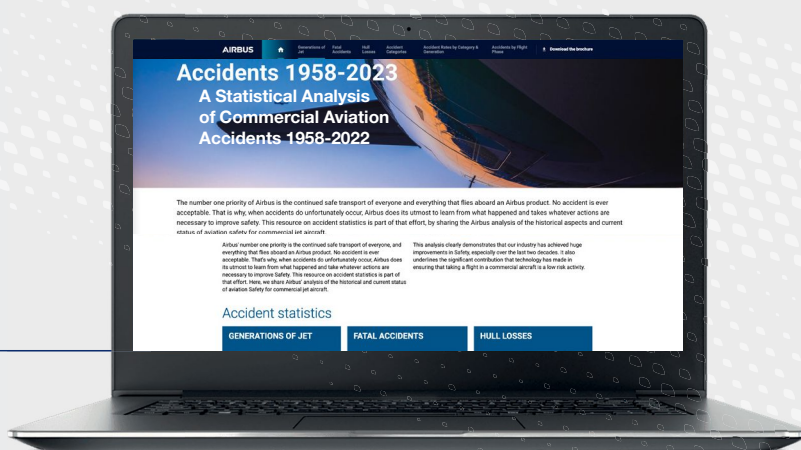 AIRBUS
Generations of Jet
Fatal Accidents
Hull Losses
Accident Categories
Accident Rates by Category & Generation
Accidents by Flight Phase
Download the brochure
Accidents 1958-2023
A Statistical Analysis
of Commercial Aviation
Accidents 1958-2022
The number one priority of Airbus is the continued safe transport of everyone and everything that flies aboard an Airbus product. No accident is ever
acceptable. That is why, when accidents do unfortunately occur, Airbus does its utmost to learn from what happened and takes whatever actions are
necessary to improve safety. This resource on accident statistics is part of that effort, by sharing the Airbus analysis of the historical aspects and current
status of aviation safety for commercial jet aircraft.
Airbus' number one priority is the continued safe transport of everyone, and
everything that flies aboard an Airbus product. No accident is ever
acceptable. That's why, when accidents do unfortunately occur, Airbus does
its utmost to learn from what happened and take whatever actions are
necessary to improve Safety. This resource on accident statistics is part of
that effort. Here, we share Airbus' analysis of the historical and current status
of aviation Safety for commercial jet aircraft.
This analysis clearly demonstrates that our industry has achieved huge
improvements in Safety, especially over the last two decades. It also
underlines the significant contribution that technology has made in
ensuring that taking a flight in a commercial aircraft is a low risk activity.
Accident statistics
GENERATIONS OF JET
FATAL ACCIDENTS
HULL LOSSES